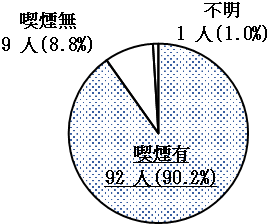 喫煙無
9 人(8.8%)
不明
1 人(1.0%)
喫煙有
92 人(90.2%)